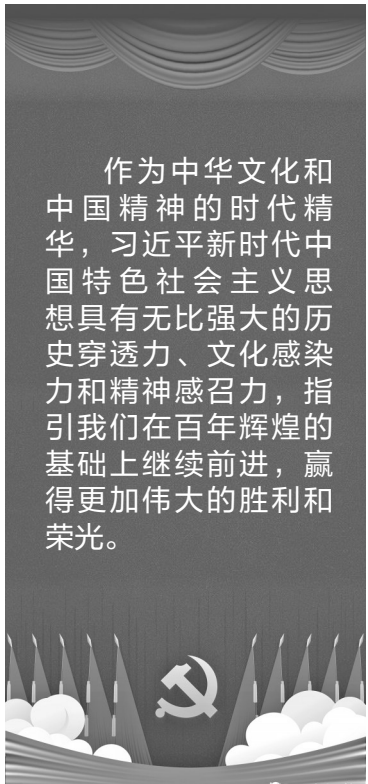 作为中华文化和
中国精神的时代精
华，习近平新时代中
国特色社会主义思
想具有无比强大的历
史穿透力、文化感染
力和精神感召力，指
引我们在百年辉煌的
基础上继续前进，赢
得更加伟大的胜利和
荣光。